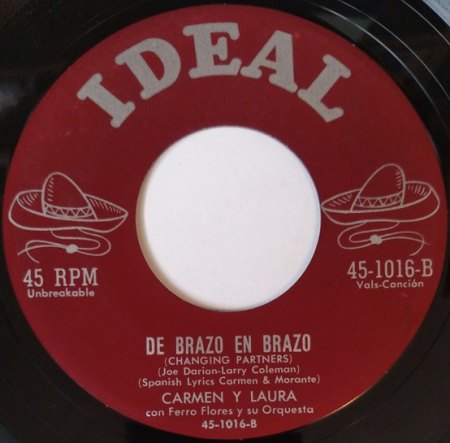 IDEAL
45 RPM
Unbreakable
45-1016-B
Vals-Canción
DE BRAZO EN BRAZO
(CHANGING PARTNERS)
(Joe Darion-Larry Coleman)
(Spanish Lyrics Carmen & Morante)
CARMEN Y LAURA
con Ferro Flores y su Orquesta
45-1016-B